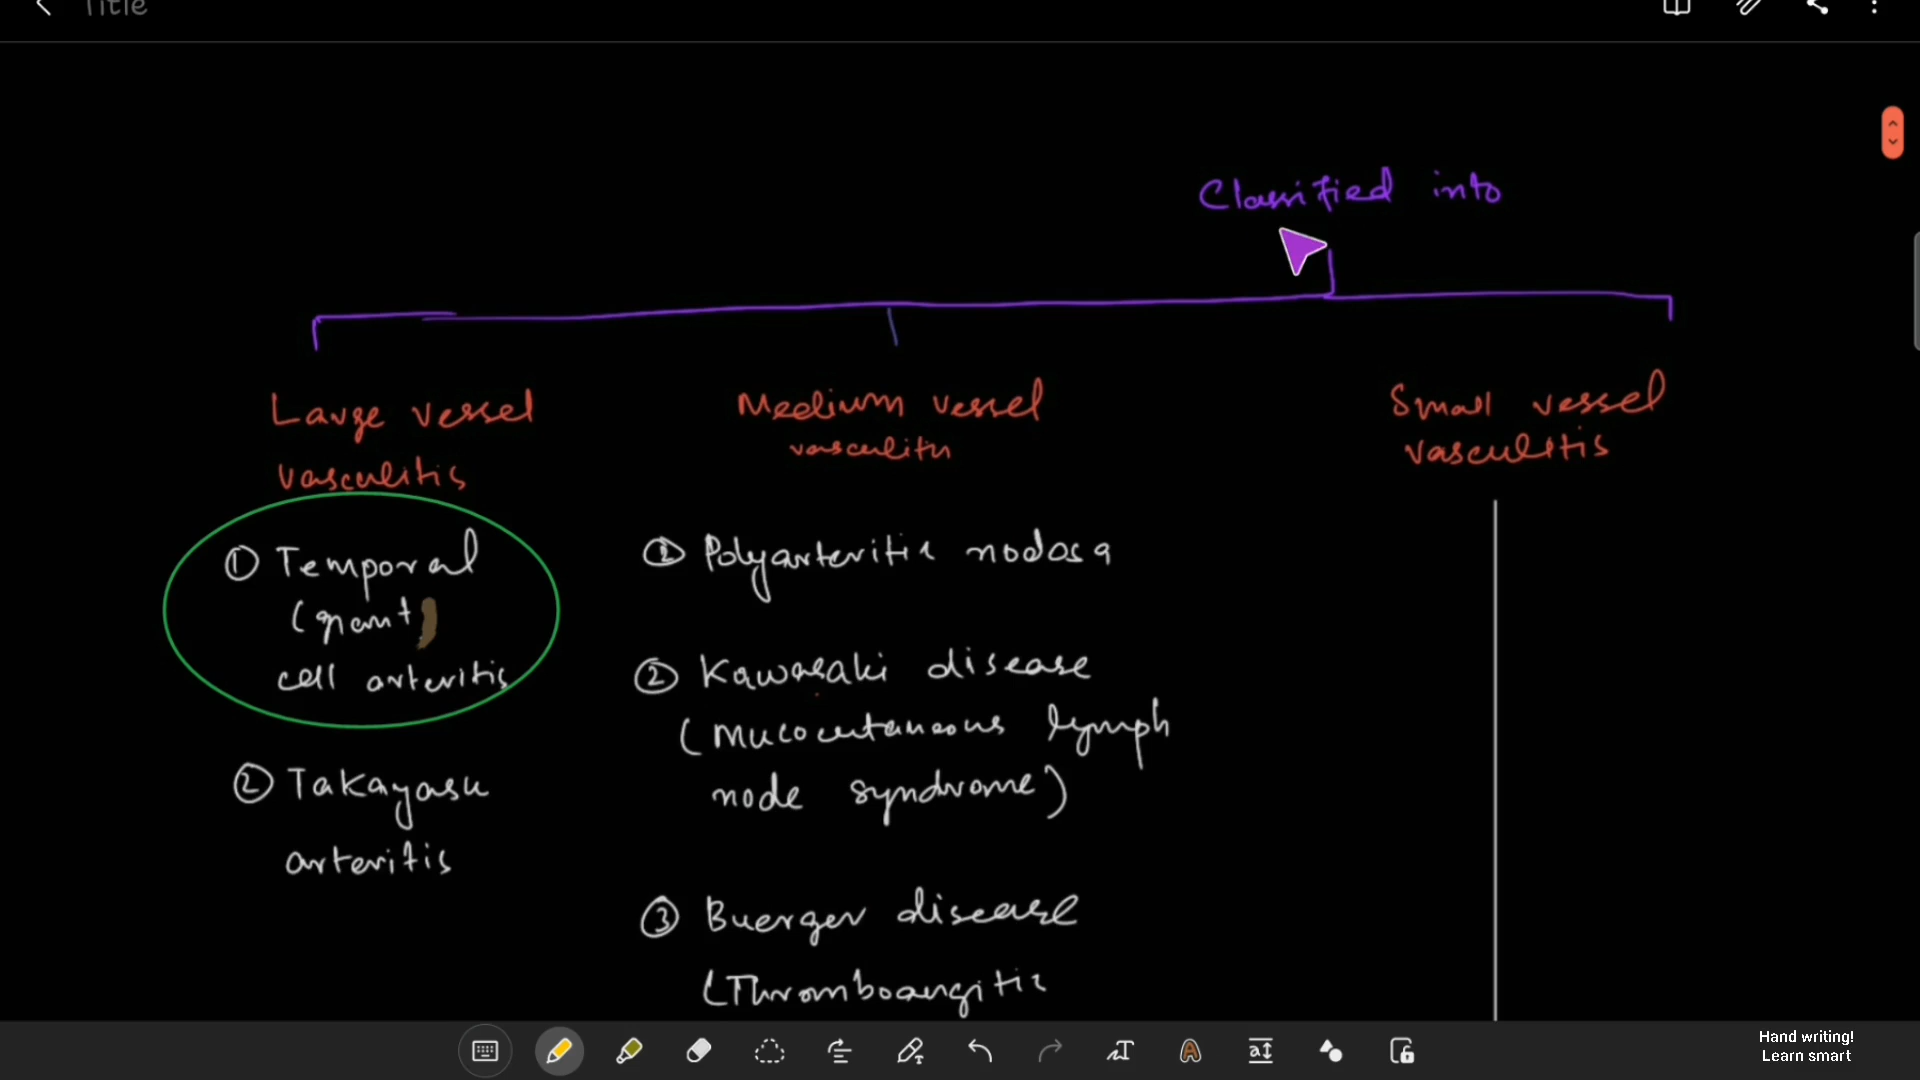 Title
Classified into
Large vessel
vasculitis
Medium vessel
vasculitis
Small vessel
vasculitis
① Temporal
(giant)
cell arteritis
② Takayasu
arteritis
① Polyarteritis nodosa
② Kawasaki disease
(Mucocutaneous lymph
node syndrome)
③ Buerger disease
(Thromboangitis
Hand writing!
Learn smart